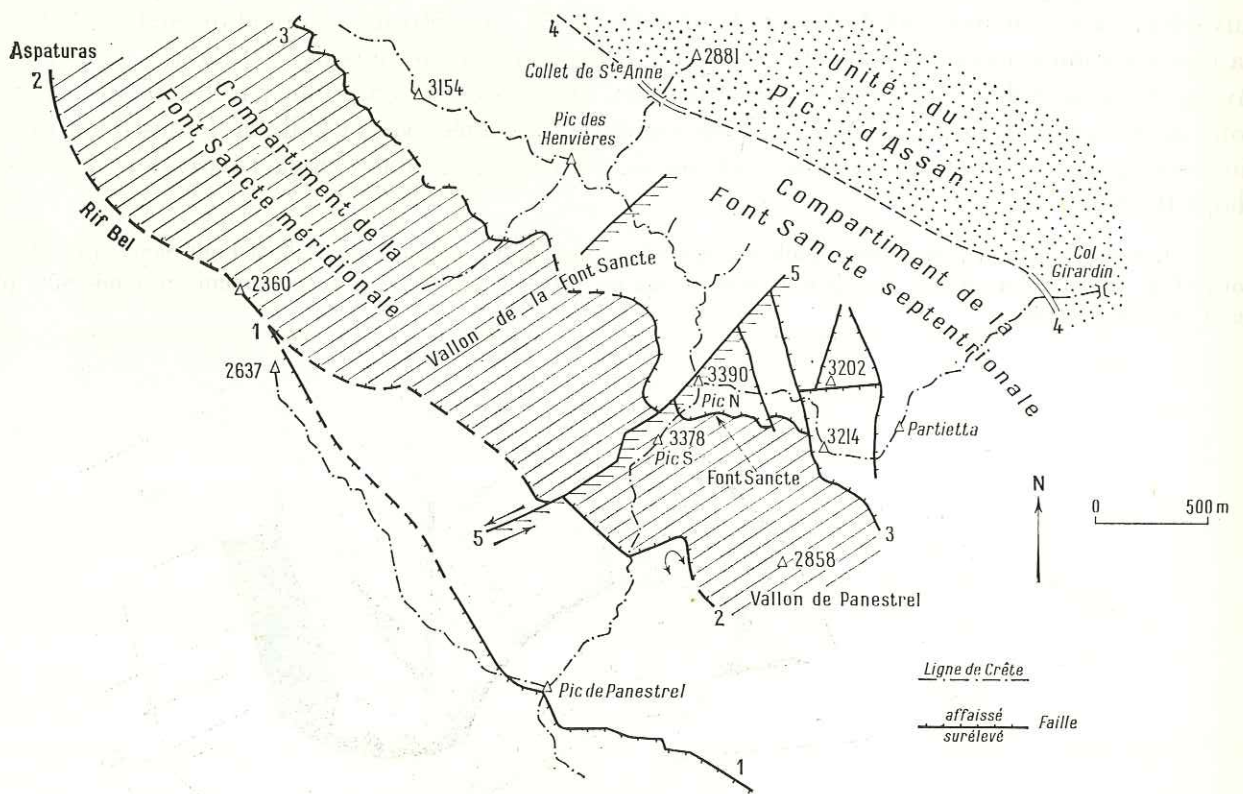 Aspaturas
2
3
4
2881
Collet de Ste Anne
Unité du
Pic d'Assan
3154
Pic des
Henvières
Compartiment de la
Font Sancte méridionale
Compartiment de la
Font Sancte septentrionale
Rif Bel
Col
Girardin
4
2360
Vallon de la Font Sancte
5
1
2637
3390
Pic N
3202
3378
Pic S
3214
Partietta
Font Sancte
N
0 500 m
5
3
2858
2
Vallon de Panestrel
Pic de Panestrel
Ligne de Crête
affaissé
surélevé
Faille
1